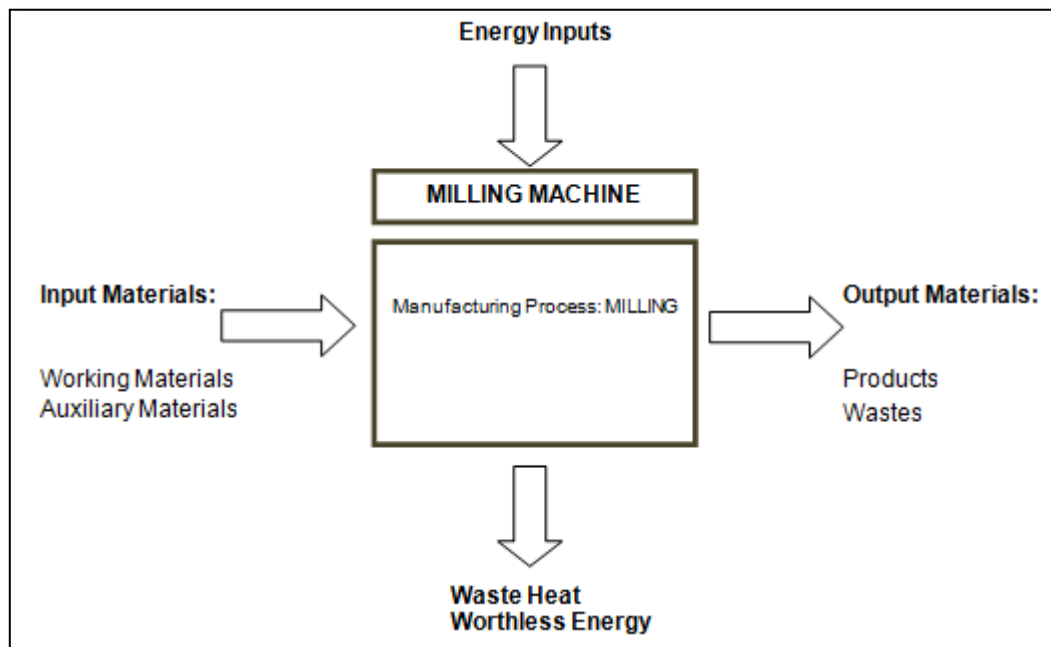 Energy Inputs
MILLING MACHINE
Manufacturing Process: MILLING
Input Materials:
Working Materials
Auxiliary Materials
Output Materials:
Products
Wastes
Waste Heat
Worthless Energy